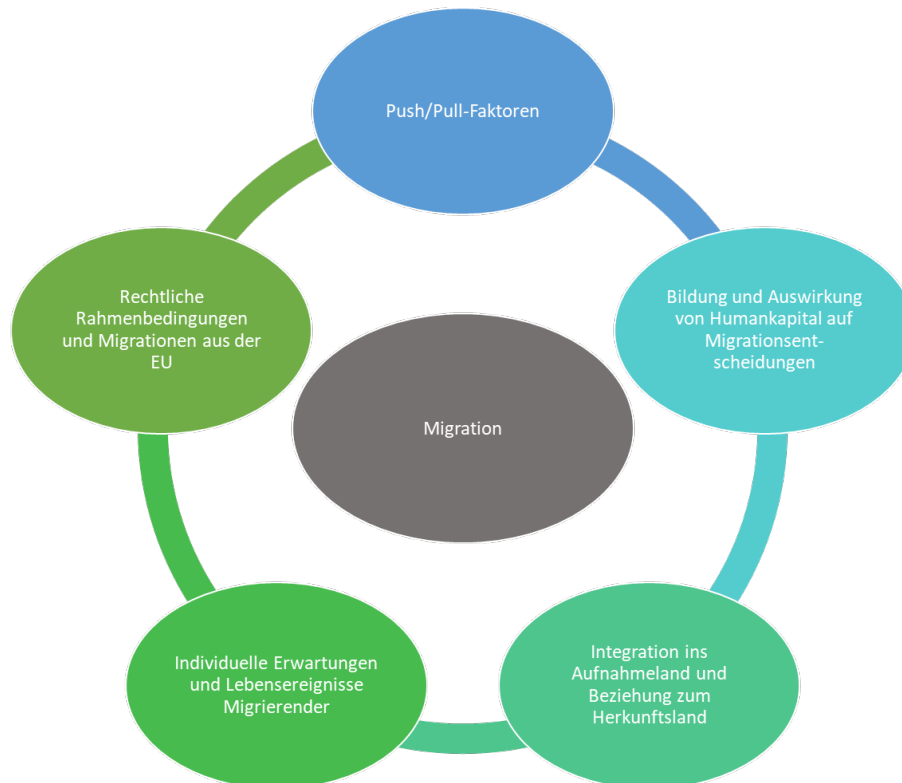 Push/Pull-Faktoren
Rechtliche
Rahmenbedingungen
und Migrationen aus der
EU
Bildung und Auswirkung
von Humankapital auf
Migrationsent-
scheidungen
Migration
Individuelle Erwartungen
und Lebensereignisse
Migrierender
Integration ins
Aufnahmeland und
Beziehung zum
Herkunftsland